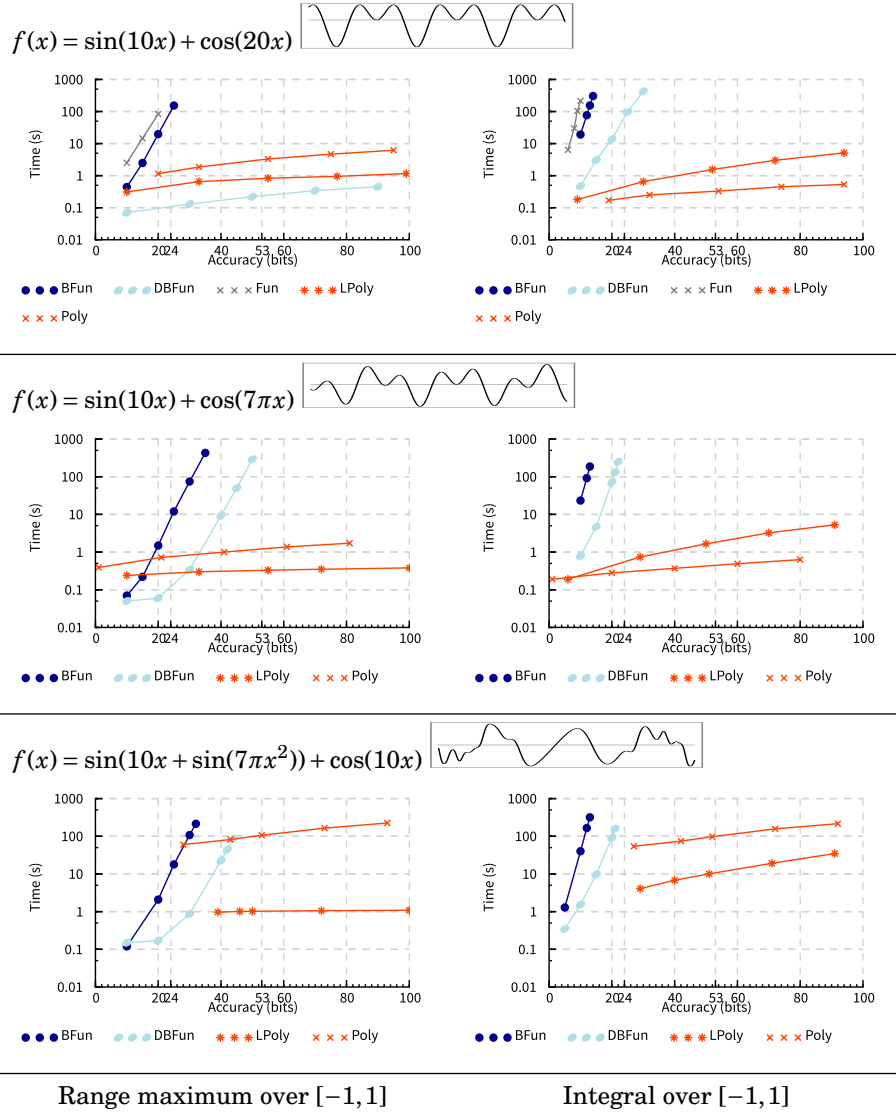 f(x) = sin(10x) + cos(20x)
1000
100
10
1
0.1
0.01
Time (s)
0 20 24 40 53 60 80 100
Accuracy (bits)
BFun DBFun Fun LPoly
Poly
1000
100
10
1
0.1
0.01
Time (s)
0 20 24 40 53 60 80 100
Accuracy (bits)
BFun DBFun Fun LPoly
Poly
f(x) = sin(10x) + cos(7πx)
1000
100
10
1
0.1
0.01
Time (s)
0 20 24 40 53 60 80 100
Accuracy (bits)
BFun DBFun LPoly Poly
1000
100
10
1
0.1
0.01
Time (s)
0 20 24 40 53 60 80 100
Accuracy (bits)
BFun DBFun LPoly Poly
f(x) = sin(10x + sin(7πx²)) + cos(10x)
1000
100
10
1
0.1
0.01
Time (s)
0 20 24 40 53 60 80 100
Accuracy (bits)
BFun DBFun LPoly Poly
1000
100
10
1
0.1
0.01
Time (s)
0 20 24 40 53 60 80 100
Accuracy (bits)
BFun DBFun LPoly Poly
Range maximum over [−1,1]
Integral over [−1,1]